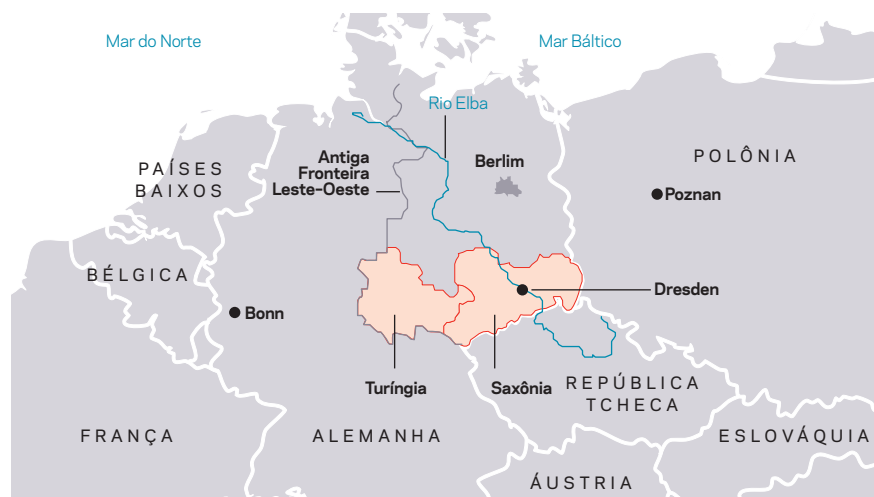 Mar do Norte
Mar Báltico
Rio Elba
Antiga
Fronteira
Leste-Oeste
Berlim
PAÍSES
BAIXOS
POLÔNIA
Poznan
BÉLGICA
Bonn
Dresden
Turíngia
Saxônia
REPÚBLICA
TCHECA
FRANÇA
ALEMANHA
ESLOVÁQUIA
ÁUSTRIA